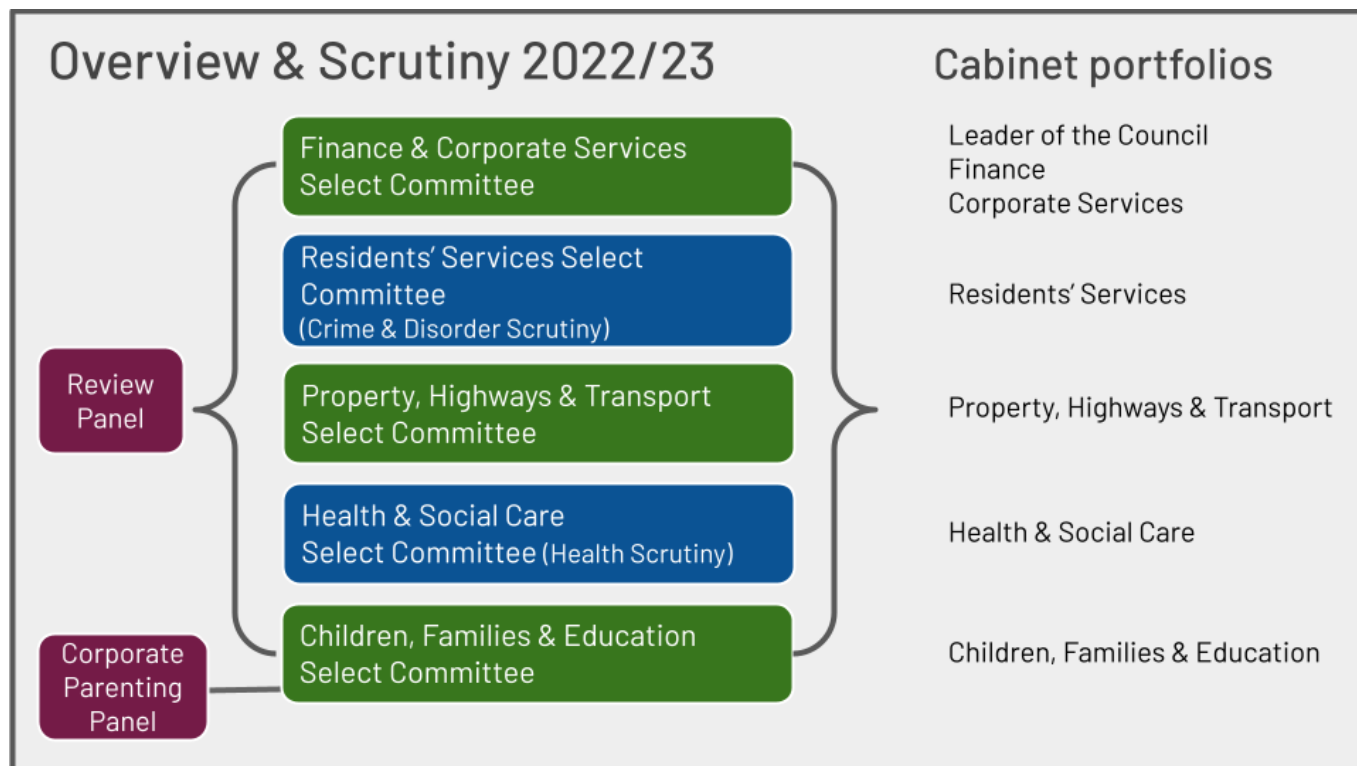 Overview & Scrutiny 2022/23
Cabinet portfolios
Finance & Corporate Services
Select Committee
Leader of the Council
Finance
Corporate Services
Residents’ Services Select
Committee
(Crime & Disorder Scrutiny)
Residents’ Services
Review
Panel
Property, Highways & Transport
Select Committee
Property, Highways & Transport
Health & Social Care
Select Committee (Health Scrutiny)
Health & Social Care
Corporate
Parenting
Panel
Children, Families & Education
Select Committee
Children, Families & Education